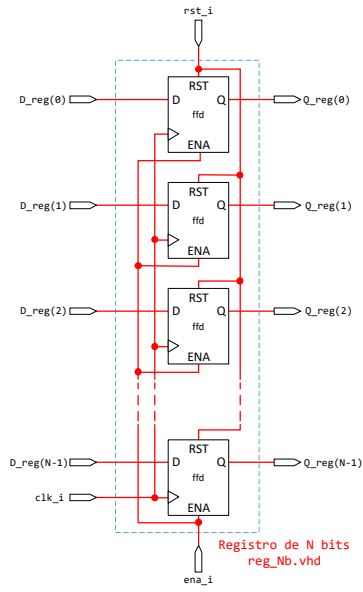 rst_i
RST
D_reg(0)
D
Q
Q_reg(0)
ffd
ENA
RST
D_reg(1)
D
Q
Q_reg(1)
ffd
ENA
RST
D_reg(2)
D
Q
Q_reg(2)
ffd
ENA
RST
D_reg(N-1)
D
Q
Q_reg(N-1)
ffd
clk_i
ENA
Registro de N bits
reg_Nb.vhd
ena_i